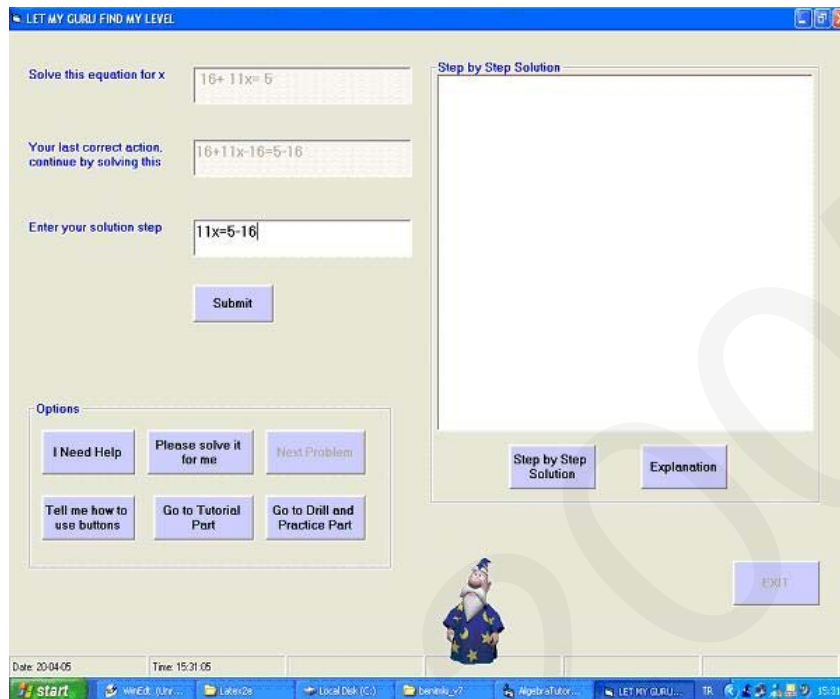 LET MY GURU FIND MY LEVEL
Solve this equation for x
16+ 11x= 5
Step by Step Solution
Your last correct action,
continue by solving this
16+11x-16=5-16
Enter your solution step
11x=5-16
Submit
Options
I Need Help
Please solve it
for me
Next Problem
Tell me how to
use buttons
Go to Tutorial
Part
Go to Drill and
Practice Part
Step by Step
Solution
Explanation
EXIT
Date: 20-04-05
Time: 15:31:05
start
WinEdt
Latex2e
Local Disk (C:)
AlgebraTutor...
LET MY GURU...
TR